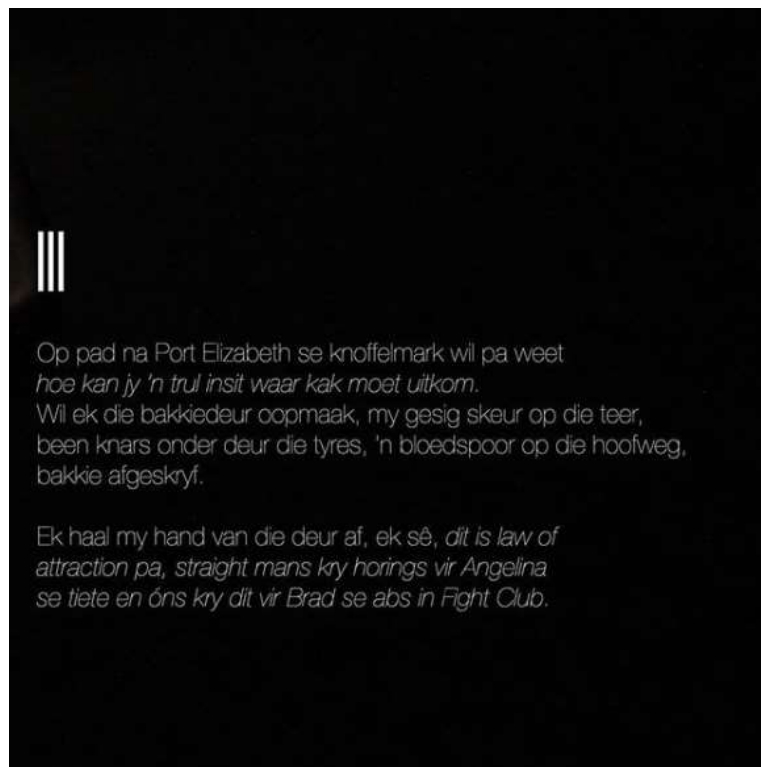 III
Op pad na Port Elizabeth se knoffelmark wil pa weet
hoe kan jy 'n trul insit waar kak moet uitkom.
Wil ek die bakkiedeur oopmaak, my gesig skeur op die teer,
been knars onder deur die tyres, 'n bloedspoor op die hoofweg,
bakkie afgeskryf.
Ek haal my hand van die deur af, ek sê, dit is law of
attraction pa, straight mans kry horings vir Angelina
se tiete en óns kry dit vir Brad se abs in Fight Club.